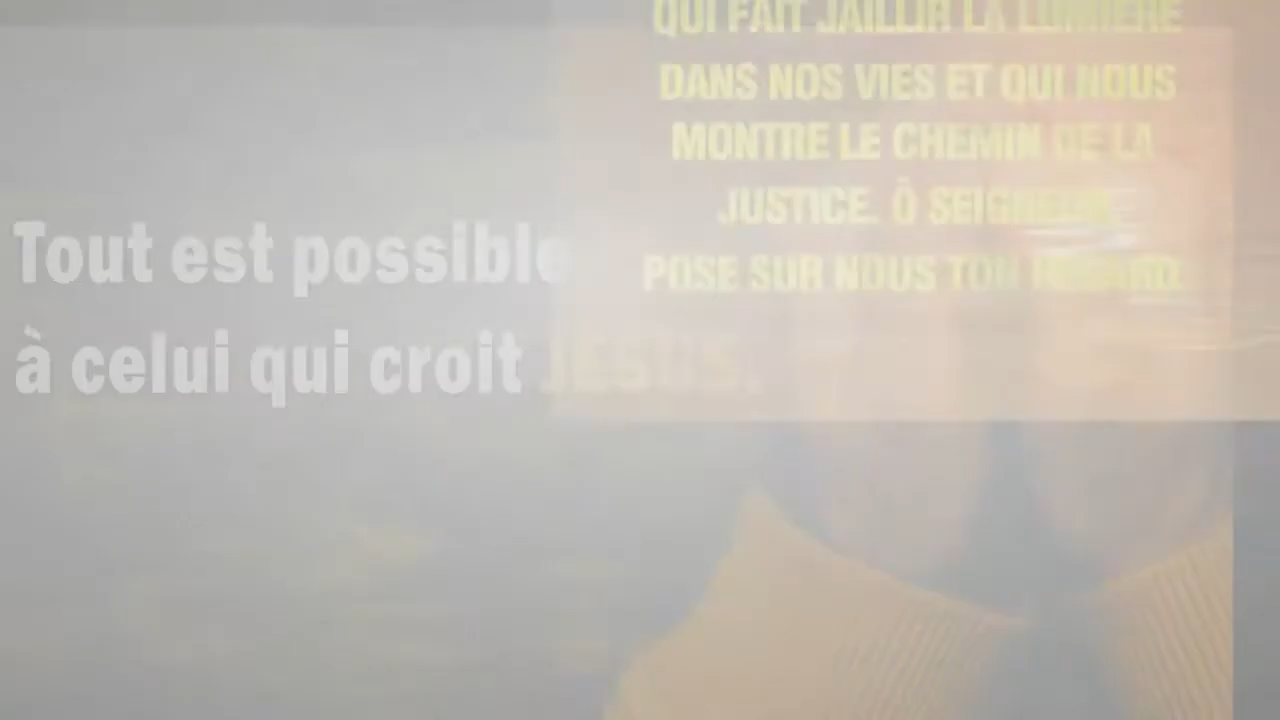 Tout est possible
à celui qui croit JESUS.
QUI FAIT JAILLIR LA LUMIÈRE
DANS NOS VIES ET QUI NOUS
MONTRE LE CHEMIN DE LA
JUSTICE. Ô SEIGNEUR
POSE SUR NOUS TON REGARD.